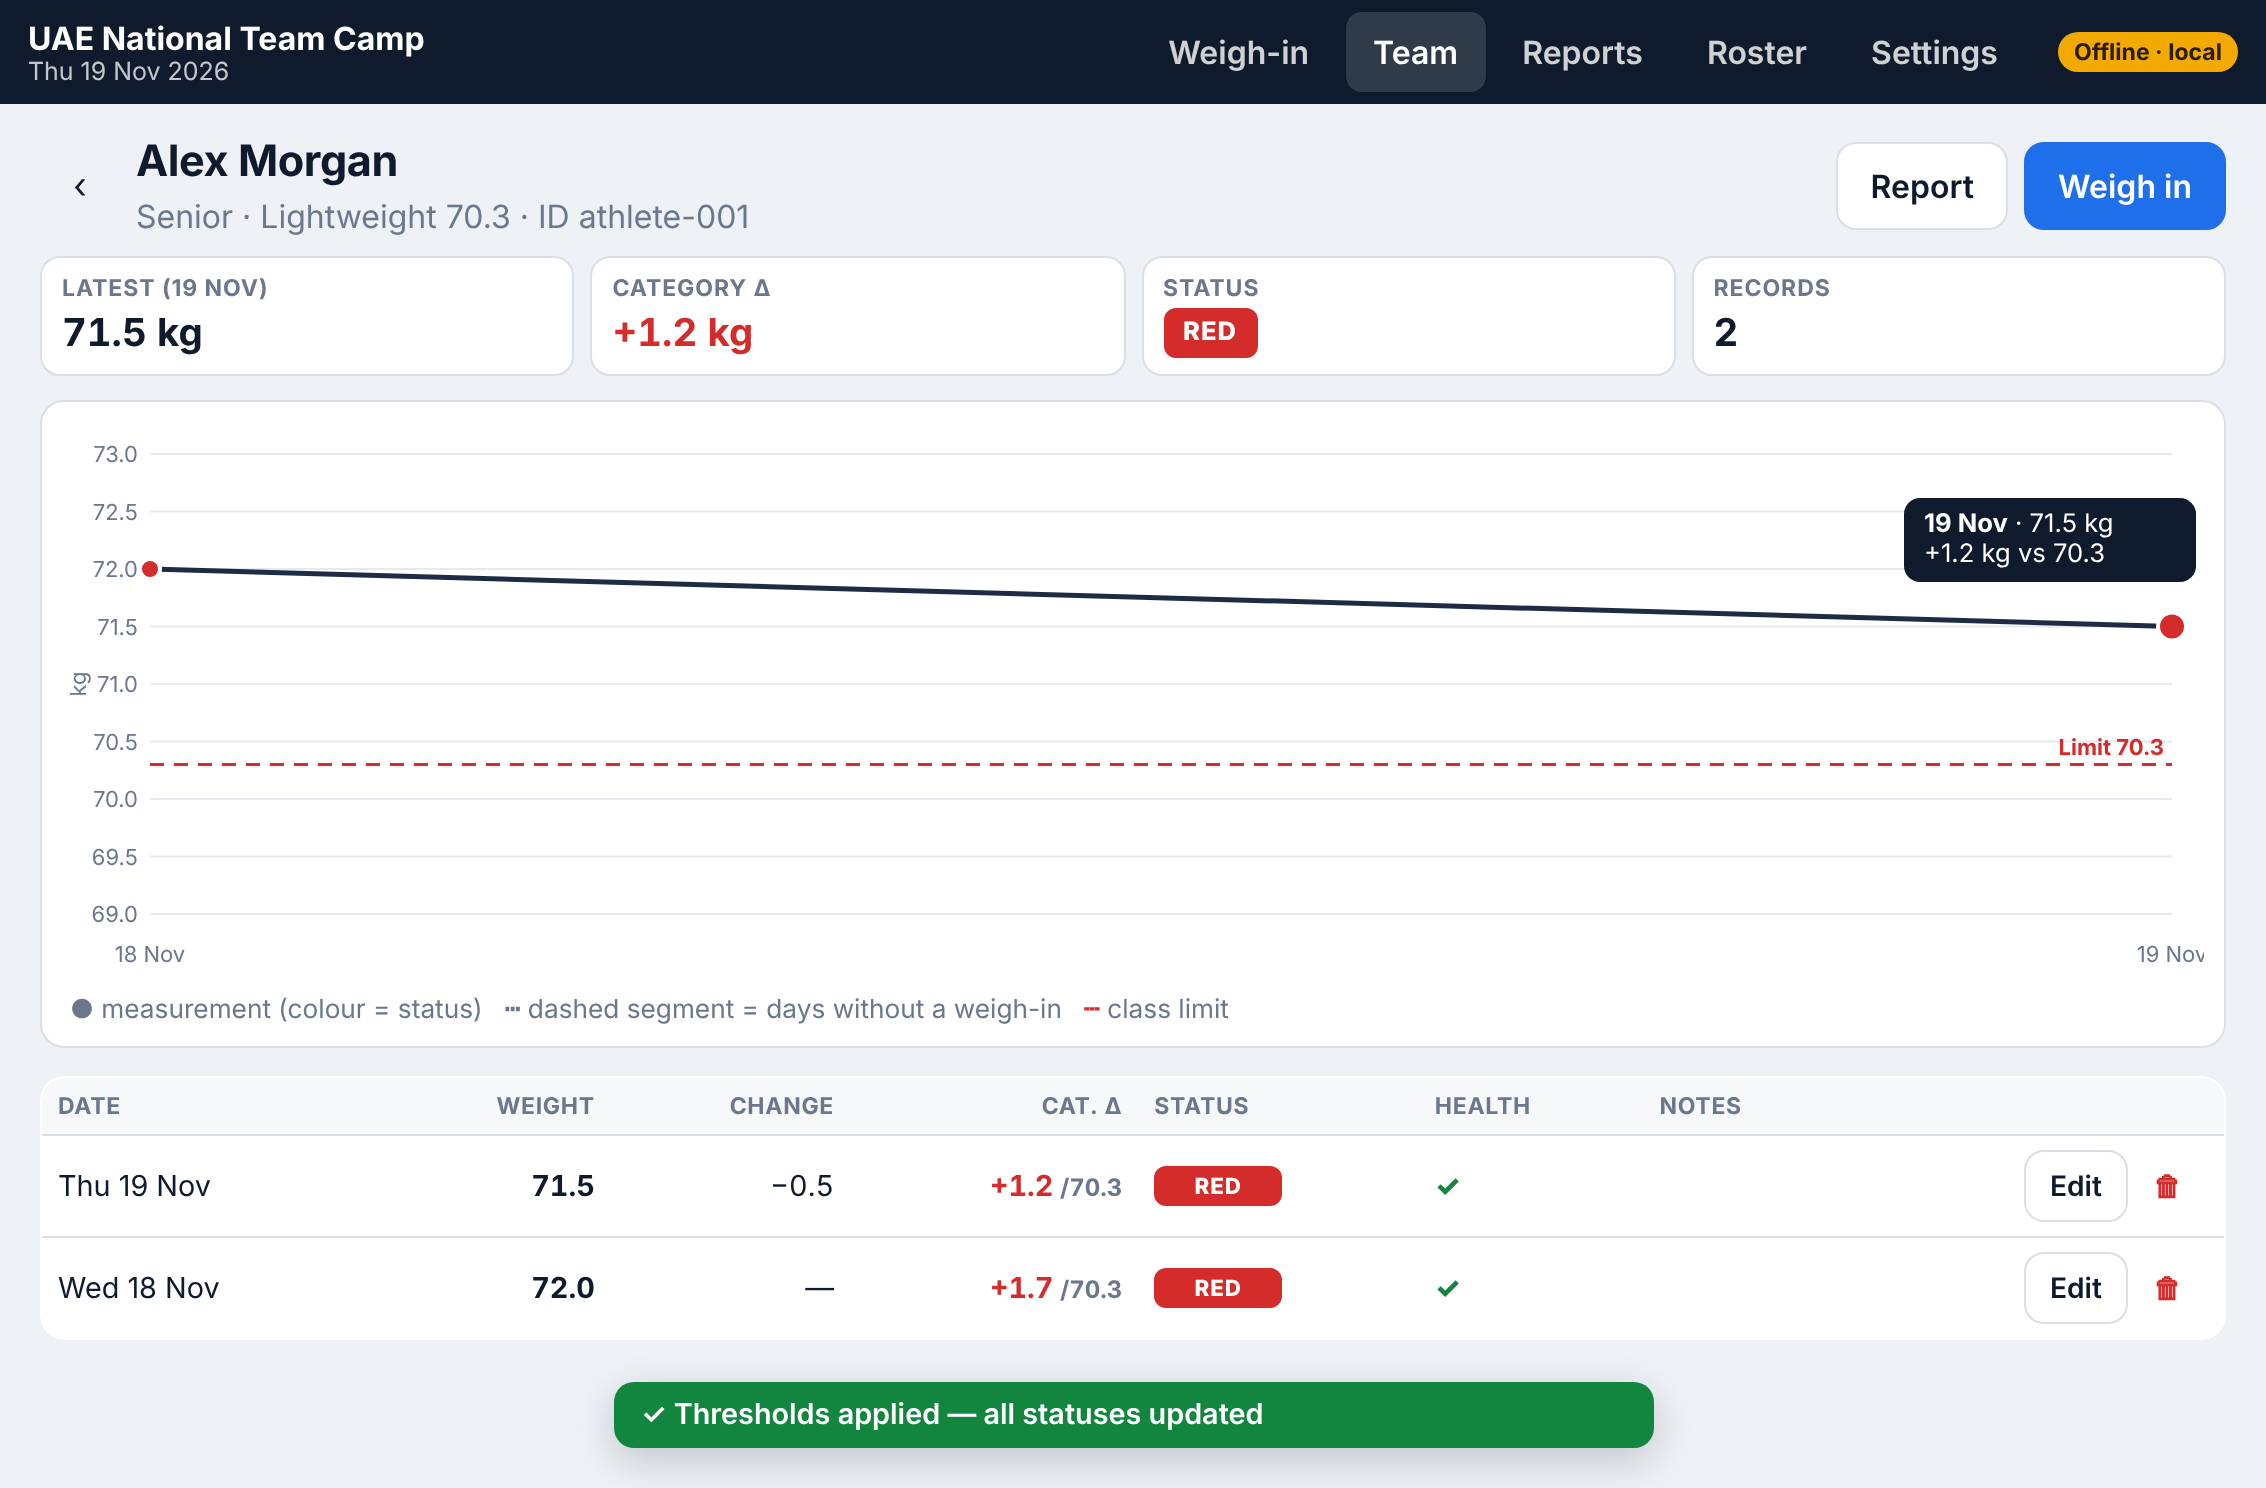 UAE National Team Camp
Thu 19 Nov 2026
Weigh-in Team Reports Roster Settings Offline · local
‹
Alex Morgan
Senior · Lightweight 70.3 · ID athlete-001
Report Weigh in
LATEST (19 NOV)
71.5 kg
CATEGORY Δ
+1.2 kg
STATUS
RED
RECORDS
2
73.0
72.5
72.0
71.5
71.0
70.5
70.0
69.5
69.0
kg
19 Nov · 71.5 kg
+1.2 kg vs 70.3
Limit 70.3
18 Nov 19 Nov
measurement (colour = status) dashed segment = days without a weigh-in class limit
DATE WEIGHT CHANGE CAT. Δ STATUS HEALTH NOTES
Thu 19 Nov 71.5 −0.5 +1.2 /70.3 RED ✓ Edit
Wed 18 Nov 72.0 — +1.7 /70.3 RED ✓ Edit
✓ Thresholds applied — all statuses updated